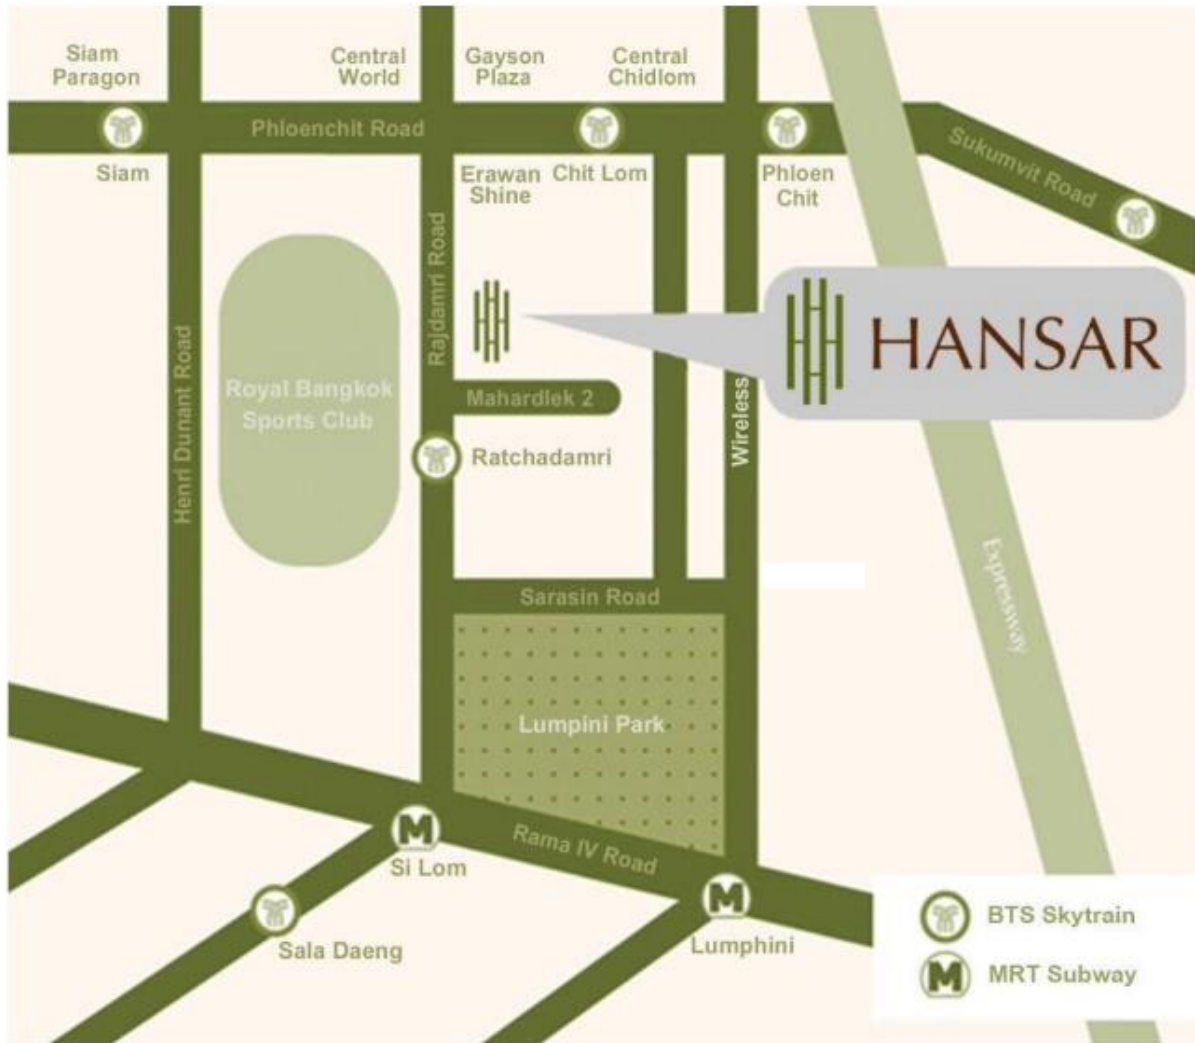 Siam
Paragon
Central
World
Gayson
Plaza
Central
Chidlom
Phloenchit Road
Sukumvit Road
Siam
Erawan
Shine
Chit Lom
Phloen
Chit
Henri Dunant Road
Royal Bangkok
Sports Club
Rajdamri Road
HANSAR
Mahardlek 2
Wireless
Ratchadamri
Expressway
Sarasin Road
Lumpini Park
Rama IV Road
M
Si Lom
M
Lumphini
Sala Daeng
BTS Skytrain
M
MRT Subway